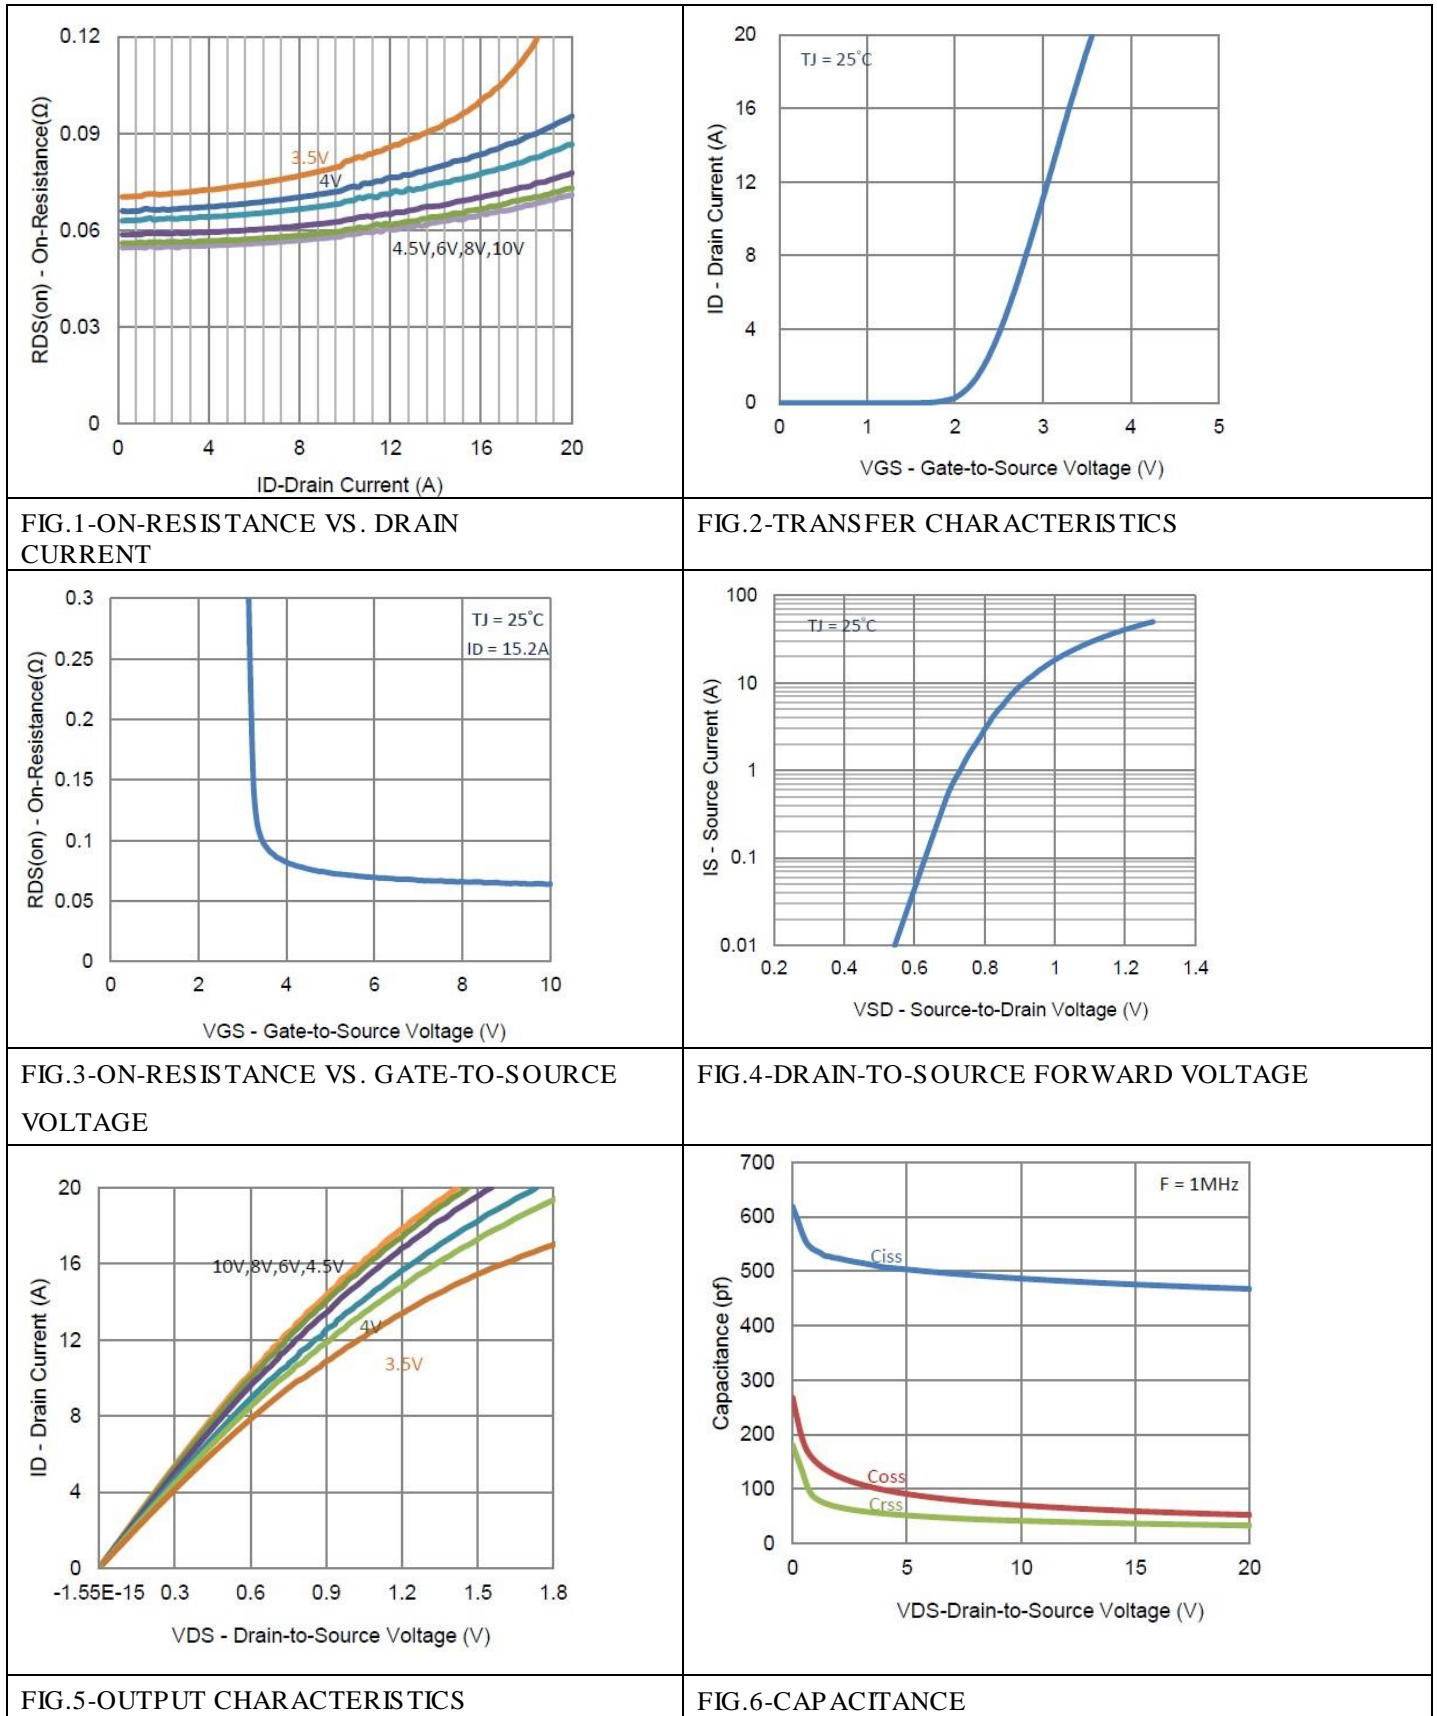 0.12
0.09
0.06
0.03
0
0 4 8 12 16 20
RDS(on) - On-Resistance(Ω)
ID-Drain Current (A)
3.5V
4V
4.5V,6V,8V,10V
FIG.1-ON-RESISTANCE VS. DRAIN
CURRENT
20
16
12
8
4
0
0 1 2 3 4 5
TJ = 25°C
ID - Drain Current (A)
VGS - Gate-to-Source Voltage (V)
FIG.2-TRANSFER CHARACTERISTICS
0.3
0.25
0.2
0.15
0.1
0.05
0
0 2 4 6 8 10
TJ = 25°C
ID = 15.2A
RDS(on) - On-Resistance(Ω)
VGS - Gate-to-Source Voltage (V)
FIG.3-ON-RESISTANCE VS. GATE-TO-SOURCE
VOLTAGE
100
10
1
0.1
0.01
0.2 0.4 0.6 0.8 1 1.2 1.4
TJ = 25°C
IS - Source Current (A)
VSD - Source-to-Drain Voltage (V)
FIG.4-DRAIN-TO-SOURCE FORWARD VOLTAGE
20
16
12
8
4
0
-1.55E-15 0.3 0.6 0.9 1.2 1.5 1.8
10V,8V,6V,4.5V
4V
3.5V
ID - Drain Current (A)
VDS - Drain-to-Source Voltage (V)
FIG.5-OUTPUT CHARACTERISTICS
700
600
500
400
300
200
100
0
0 5 10 15 20
F = 1MHz
Ciss
Coss
Crss
Capacitance (pf)
VDS-Drain-to-Source Voltage (V)
FIG.6-CAPACITANCE